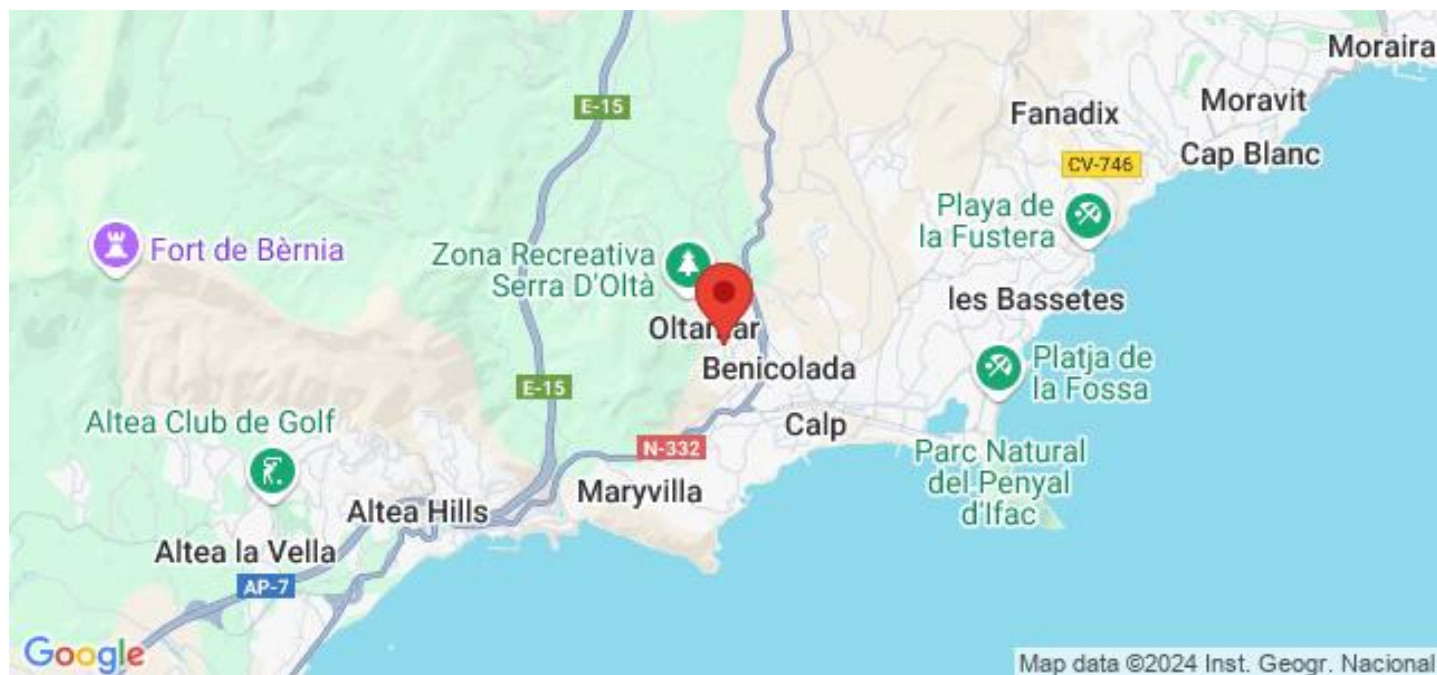 Moraira
Moravit
Fanadix
E-15
Cap Blanc
CV-746
Playa de
la Fustera
Fort de Bèrnia
Zona Recreativa
Serra D'Oltà
les Bassetes
Oltamar
Benicolada
Platja de
la Fossa
E-15
Altea Club de Golf
Calp
N-332
Parc Natural
del Penyal
d'Ifac
Maryvilla
Altea Hills
Altea la Vella
AP-7
Google
Map data ©2024 Inst. Geogr. Nacional